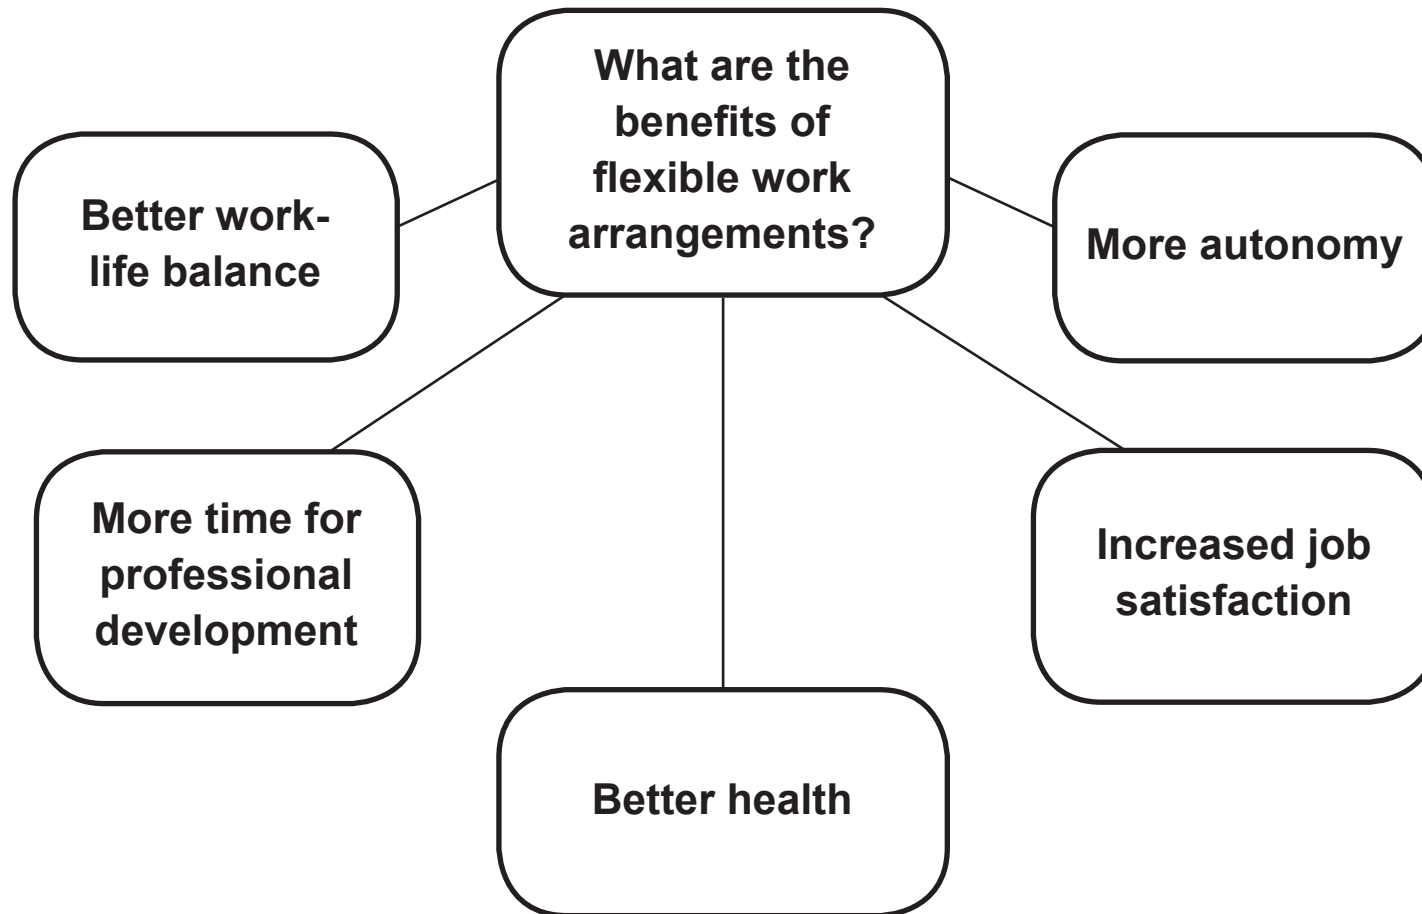 What are the
benefits of
flexible work
arrangements?
Better work-
life balance
More autonomy
More time for
professional
development
Increased job
satisfaction
Better health